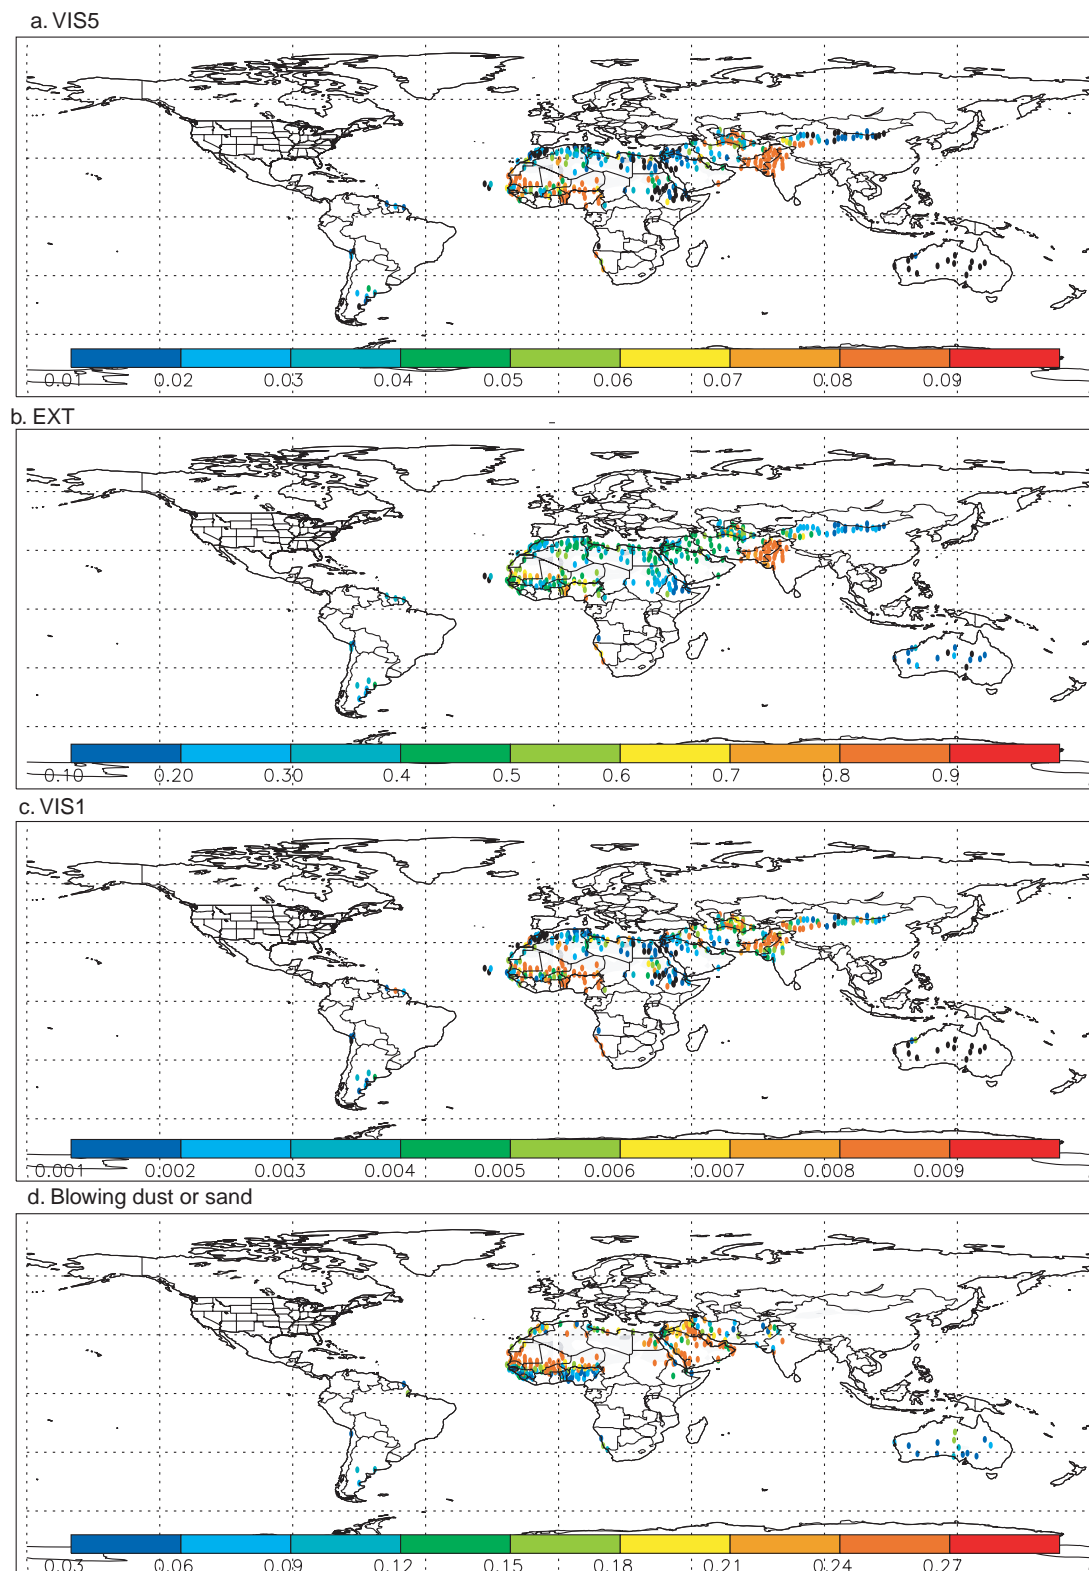 a. VIS5
0.01 0.02 0.03 0.04 0.05 0.06 0.07 0.08 0.09
b. EXT
0.10 0.20 0.30 0.4 0.5 0.6 0.7 0.8 0.9
c. VIS1
0.001 0.002 0.003 0.004 0.005 0.006 0.007 0.008 0.009
d. Blowing dust or sand
0.03 0.06 0.09 0.12 0.15 0.18 0.21 0.24 0.27